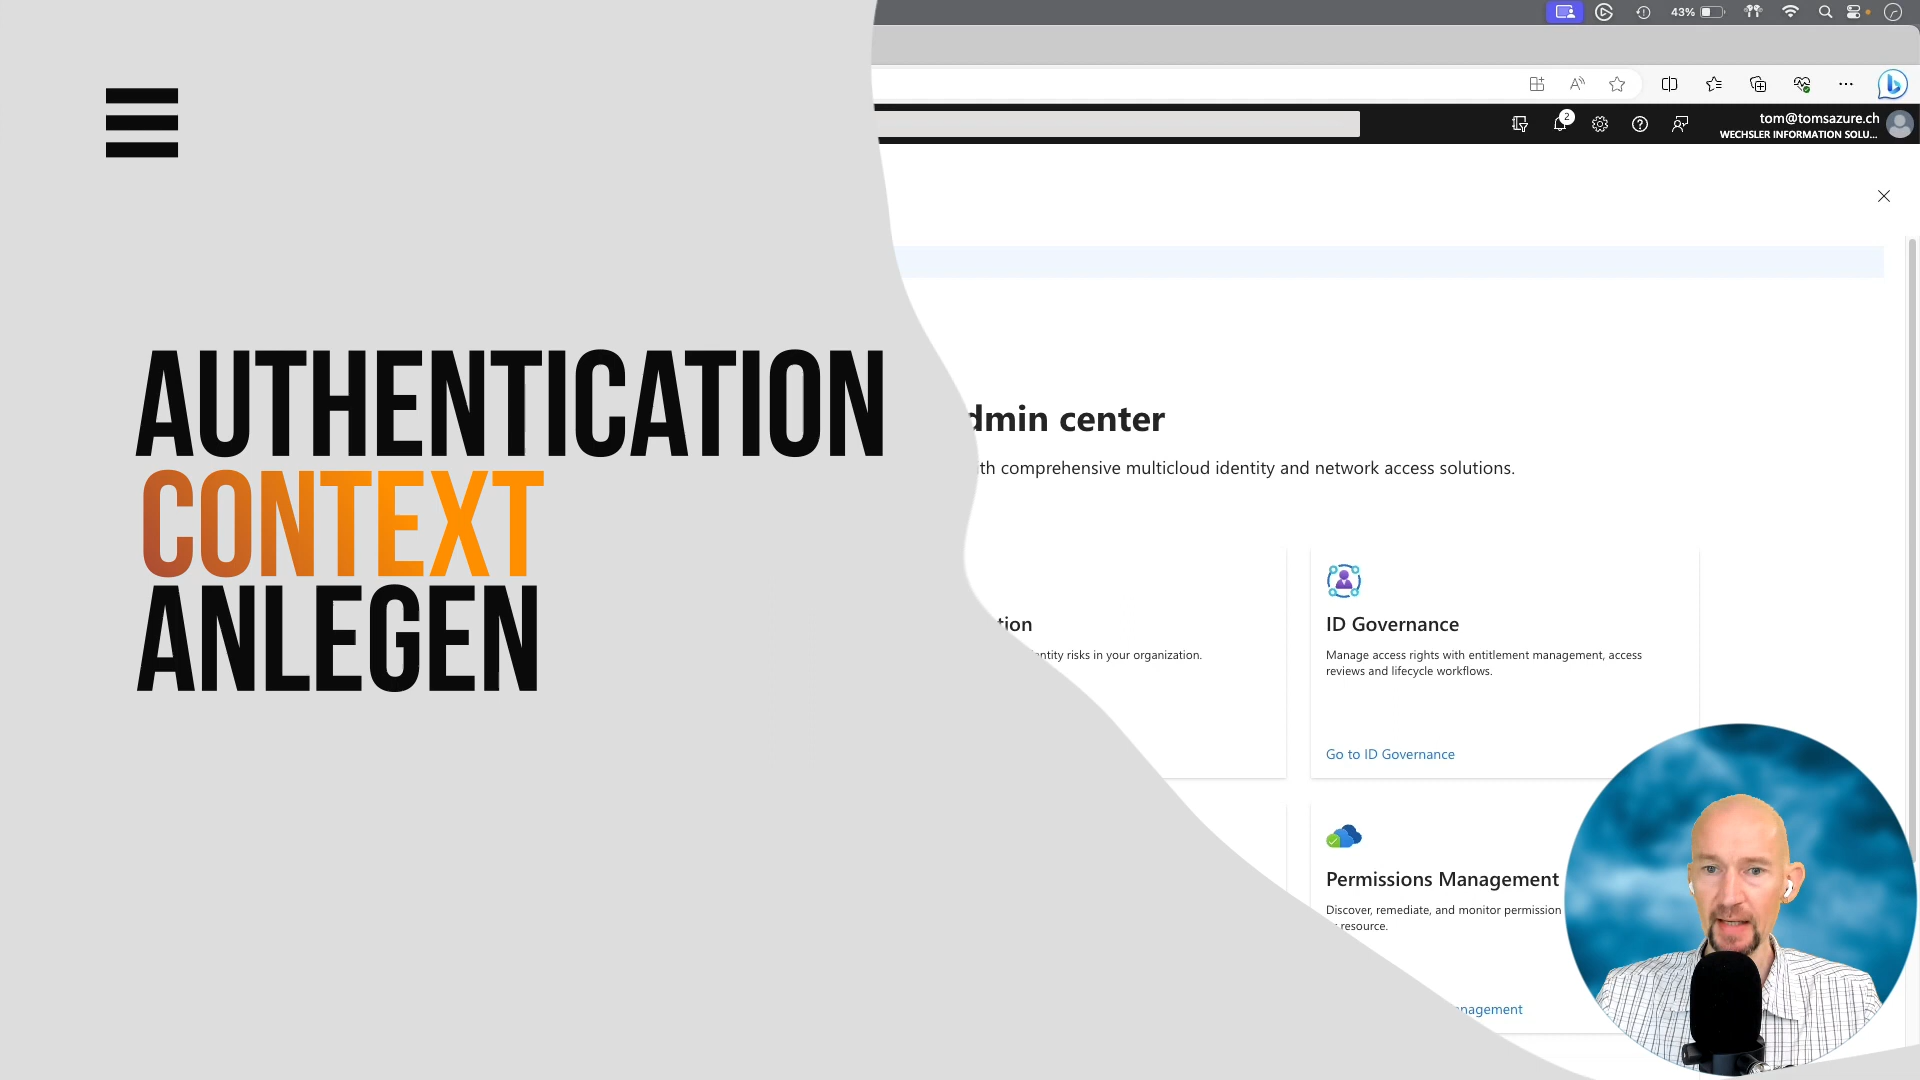 43%
2
tom@tomsazure.ch
WECHSLER INFORMATION SOLU...
AUTHENTICATION
CONTEXT
ANLEGEN
dmin center
th comprehensive multicloud identity and network access solutions.
tion
ntity risks in your organization.
ID Governance
Manage access rights with entitlement management, access
reviews and lifecycle workflows.
Go to ID Governance
Permissions Management
Discover, remediate, and monitor permission
resource.
nagement